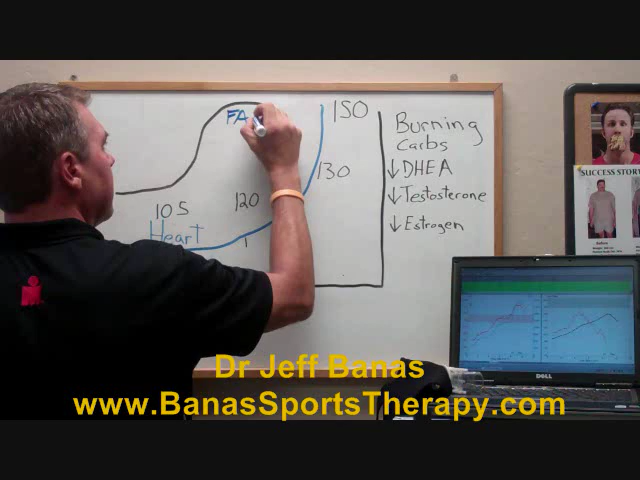 FA
150
Burning
Carbs
↓ DHEA
↓ Testosterone
↓ Estrogen
130
120
105
Heart
SUCCESS STORY
DELL
Dr Jeff Banas
www.BanasSportsTherapy.com